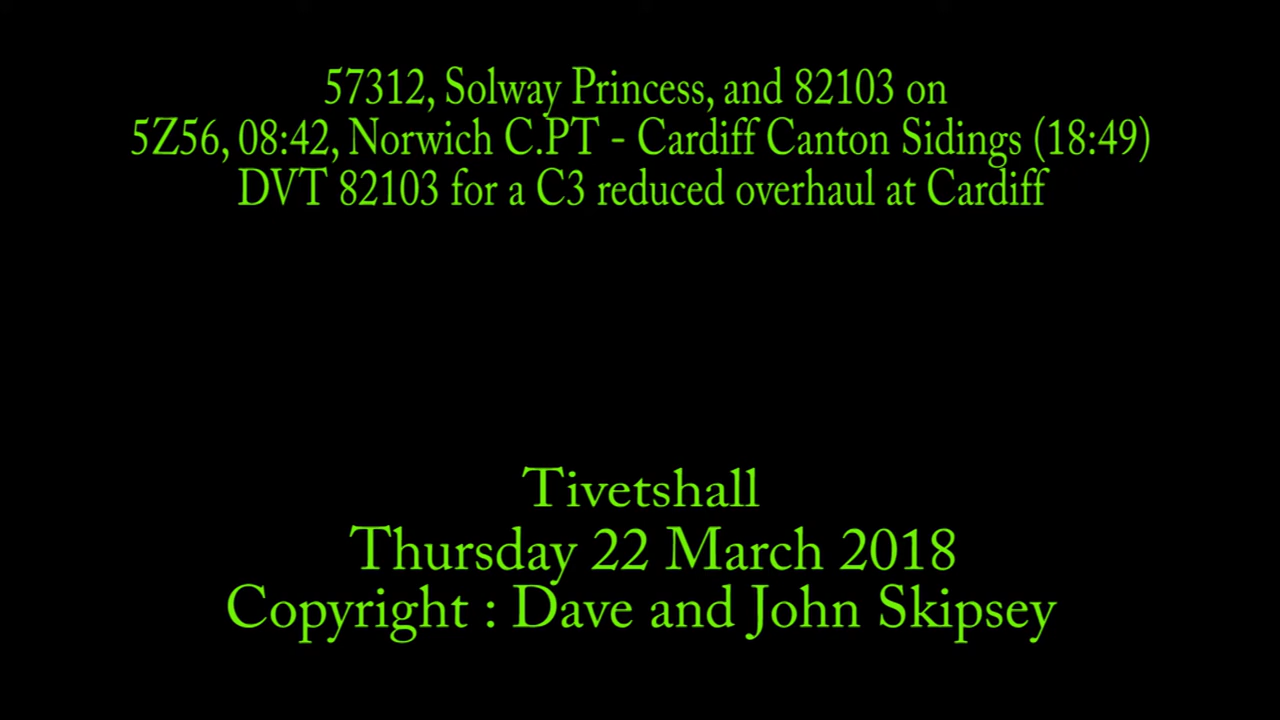 57312, Solway Princess, and 82103 on
5Z56, 08:42, Norwich C.PT - Cardiff Canton Sidings (18:49)
DVT 82103 for a C3 reduced overhaul at Cardiff
Tivetshall
Thursday 22 March 2018
Copyright : Dave and John Skipsey